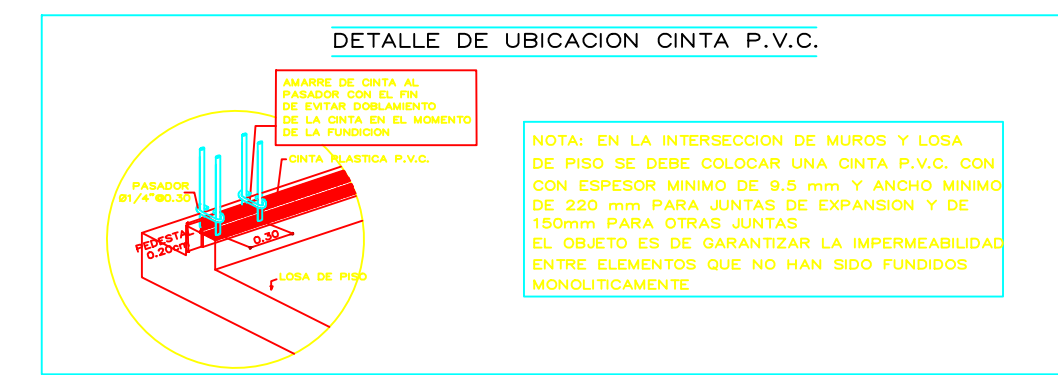 DETALLE DE UBICACION CINTA P.V.C.
AMARRE DE CINTA AL
PASADOR CON EL FIN
DE EVITAR DOBLAMIENTO
DE LA CINTA EN EL MOMENTO
DE LA FUNDICION
CINTA PLASTICA P.V.C.
PASADOR
Ø1/4"@0.30
PEDESTAL
0.20cm
0.30
LOSA DE PISO
NOTA: EN LA INTERSECCION DE MUROS Y LOSA
DE PISO SE DEBE COLOCAR UNA CINTA P.V.C. CON
CON ESPESOR MINIMO DE 9.5 mm Y ANCHO MINIMO
DE 220 mm PARA JUNTAS DE EXPANSION Y DE
150mm PARA OTRAS JUNTAS
EL OBJETO ES DE GARANTIZAR LA IMPERMEABILIDAD
ENTRE ELEMENTOS QUE NO HAN SIDO FUNDIDOS
MONOLITICAMENTE